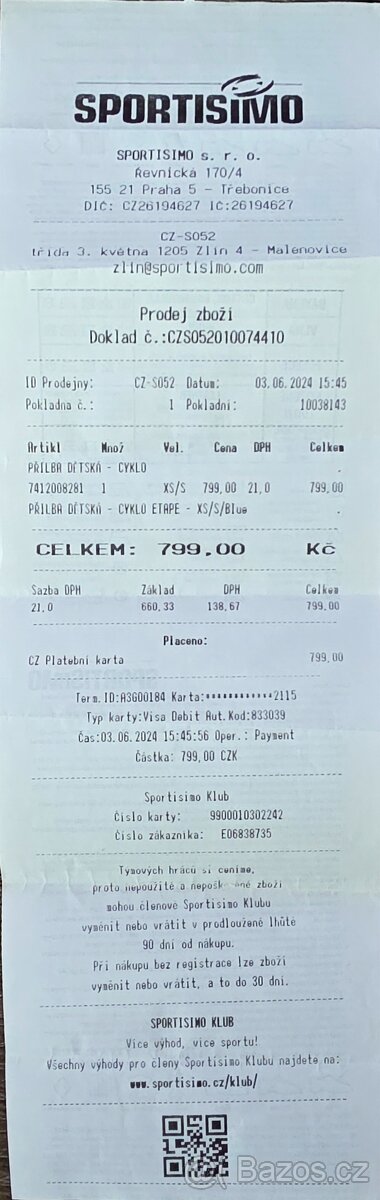 SPORTISIMO
SPORTISIMO s. r. o.
Řevnická 170/4
155 21 Praha 5 - Třebonice
DIČ: CZ26194627 IČ:26194627
CZ-S052
třída 3. května 1205 Zlín 4 - Malenovice
zlin@sportisimo.com
Prodej zboží
Doklad č.:CZS052010074410
ID Prodejny: CZ-S052 Datum: 03.06.2024 15:45
Pokladna č.: 1 Pokladní: 10038143
Artikl Množ Vel. Cena DPH Celkem
PŘILBA DĚTSKÁ - CYKLO .
7412008281 1 XS/S 799,00 21,0 799,00
PŘILBA DĚTSKÁ - CYKLO ETAPE - XS/S/Blue .
CELKEM: 799,00 Kč
Sazba DPH Základ DPH Celkem
21,0 660,33 138,67 799,00
Placeno:
CZ Platební karta 799,00
Term.ID:A3G00184 Karta:************2115
Typ karty:Visa Debit Aut.Kod:833039
Čas:03.06.2024 15:45:56 Oper.: Payment
Částka: 799,00 CZK
Sportisimo Klub
Číslo karty: 9900010302242
Číslo zákazníka: E06838735
Týmových hráčů si ceníme,
proto nepoužité a nepoškozené zboží
mohou členové Sportisimo Klubu
vyměnit nebo vrátit v prodloužené lhůtě
90 dní od nákupu.
Při nákupu bez registrace lze zboží
vyměnit nebo vrátit, a to do 30 dní.
SPORTISIMO KLUB
Více výhod, více sportu!
Všechny výhody pro členy Sportisimo Klubu najdete na:
www.sportisimo.cz/klub/
Bazos.cz